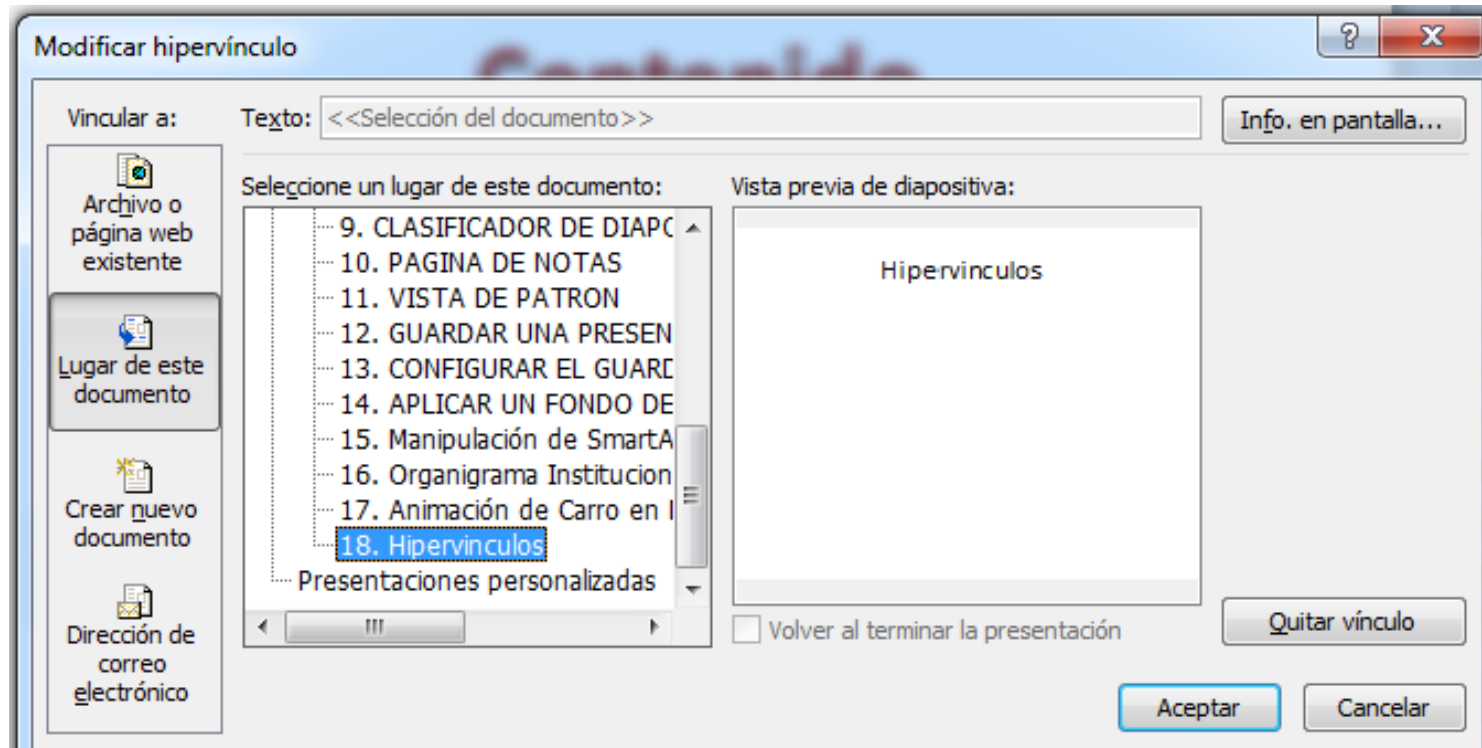 Modificar hipervínculo
Contenido
Vincular a:
Texto: <<Selección del documento>>
Info. en pantalla...
Archivo o
página web
existente
Lugar de este
documento
Crear nuevo
documento
Dirección de
correo
electrónico
Seleccione un lugar de este documento:
9. CLASIFICADOR DE DIAPO
10. PAGINA DE NOTAS
11. VISTA DE PATRON
12. GUARDAR UNA PRESEN
13. CONFIGURAR EL GUARD
14. APLICAR UN FONDO DE
15. Manipulación de SmartA
16. Organigrama Institucion
17. Animación de Carro en
18. Hipervinculos
Presentaciones personalizadas
Vista previa de diapositiva:
Hipervinculos
Volver al terminar la presentación
Quitar vínculo
Aceptar
Cancelar